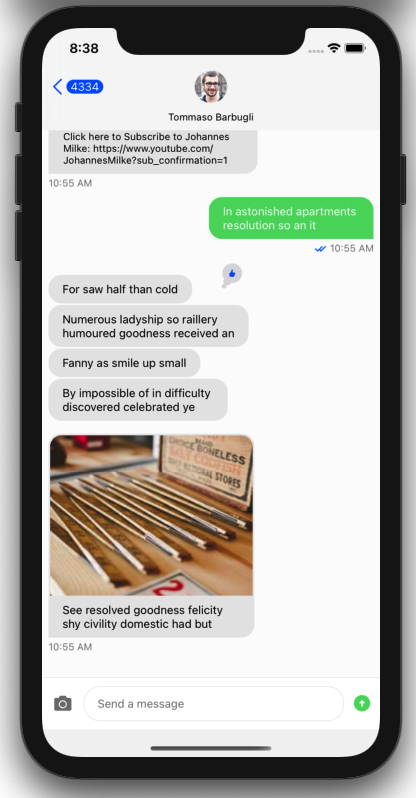 8:38
4334
Tommaso Barbugli
Click here to Subscribe to Johannes
Milke: https://www.youtube.com/
JohannesMilke?sub_confirmation=1
10:55 AM
In astonished apartments
resolution so an it
10:55 AM
For saw half than cold
Numerous ladyship so raillery
humoured goodness received an
Fanny as smile up small
By impossible of in difficulty
discovered celebrated ye
CHOICE BONELESS
SALT CODFISH
NATIONAL STORES
2
See resolved goodness felicity
shy civility domestic had but
10:55 AM
Send a message